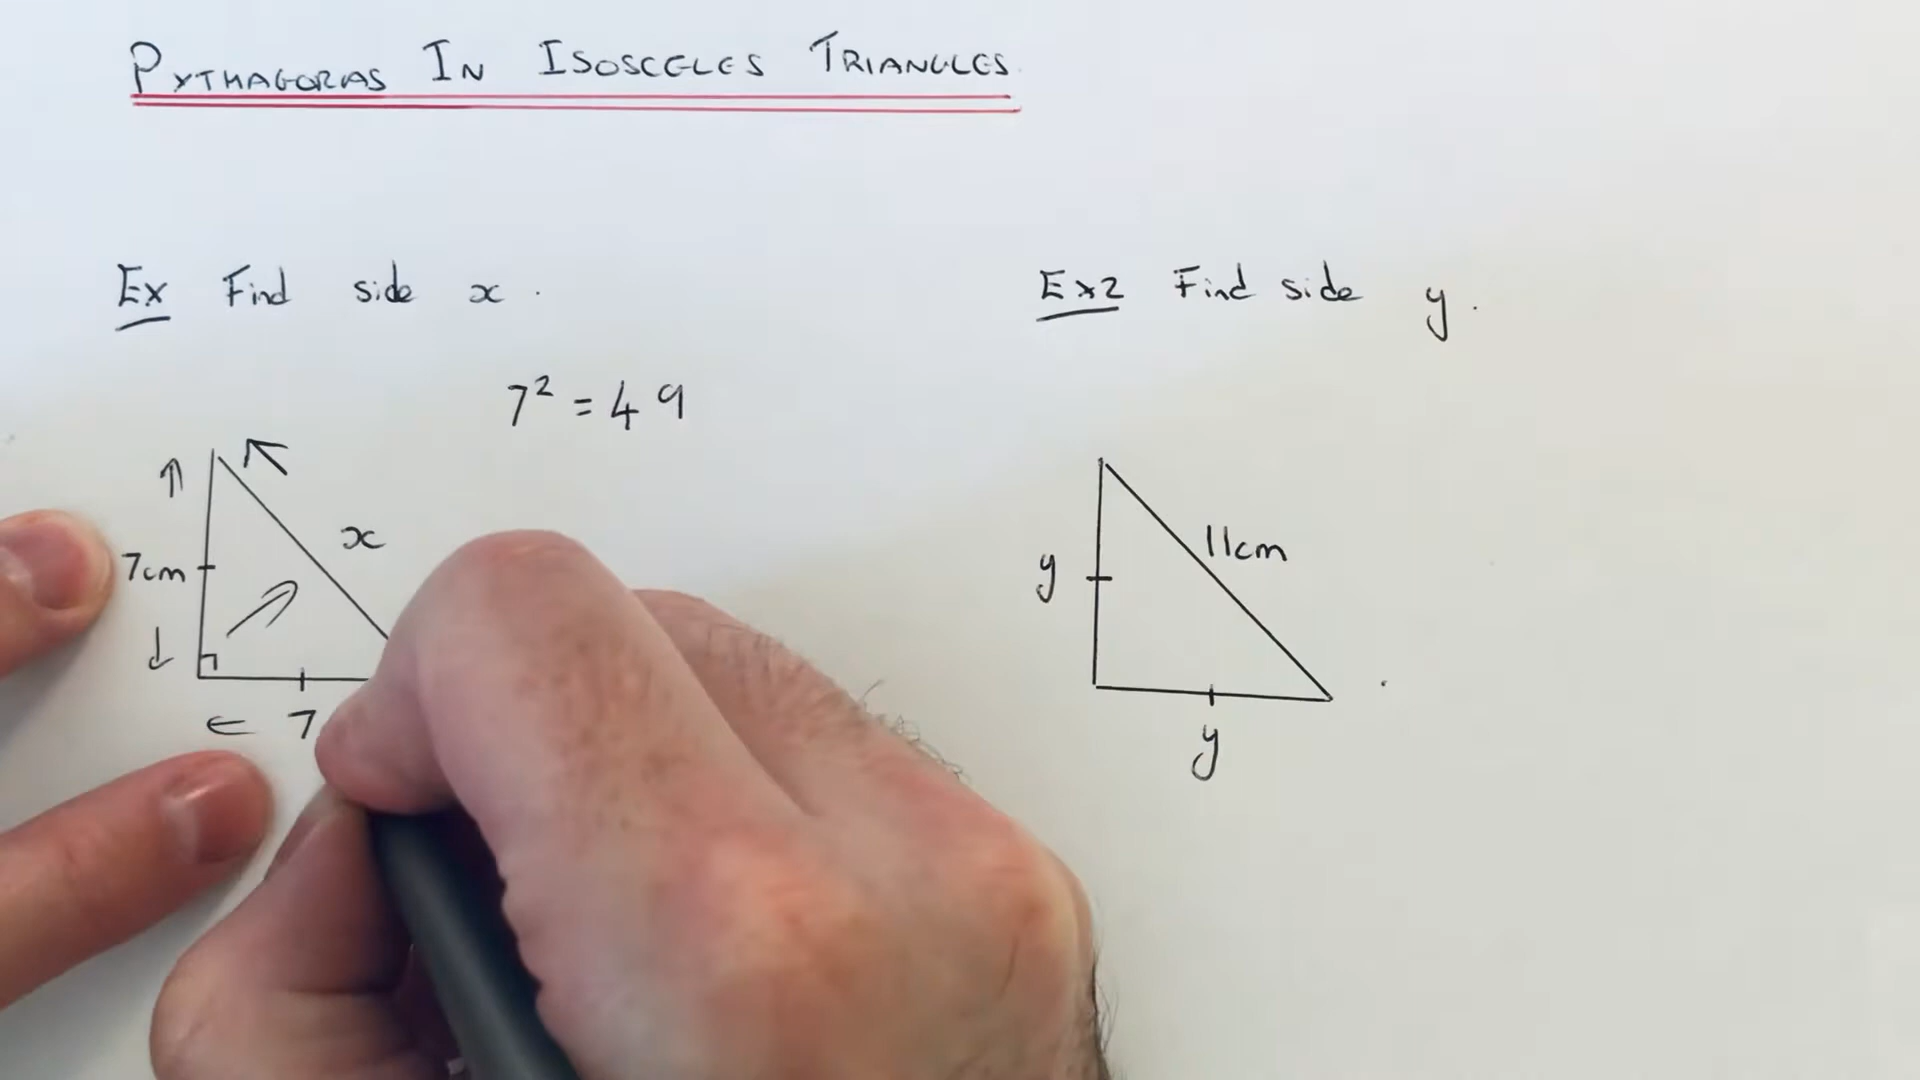 PYTHAGORAS IN ISOSCELES TRIANGLES
Ex Find side x.
7² = 49
7cm
x
7
Ex2 Find side y.
y
11cm
y